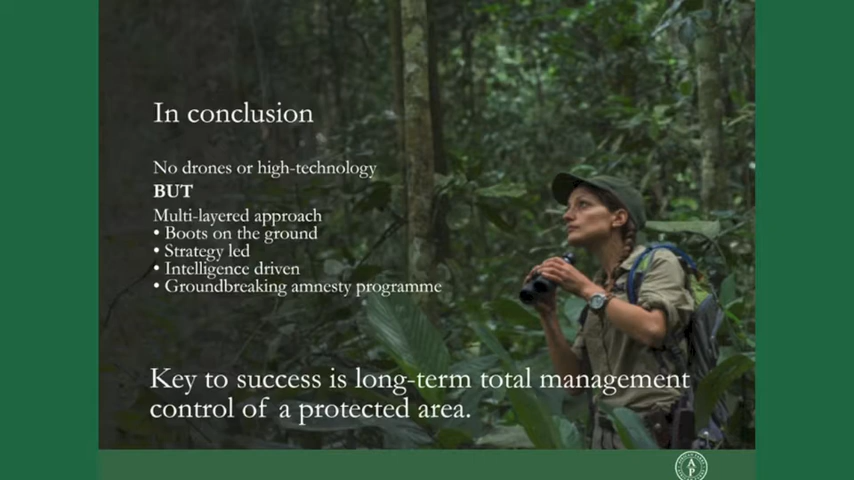 In conclusion
No drones or high-technology
BUT
Multi-layered approach
• Boots on the ground
• Strategy led
• Intelligence driven
• Groundbreaking amnesty programme
Key to success is long-term total management
control of a protected area.
AP